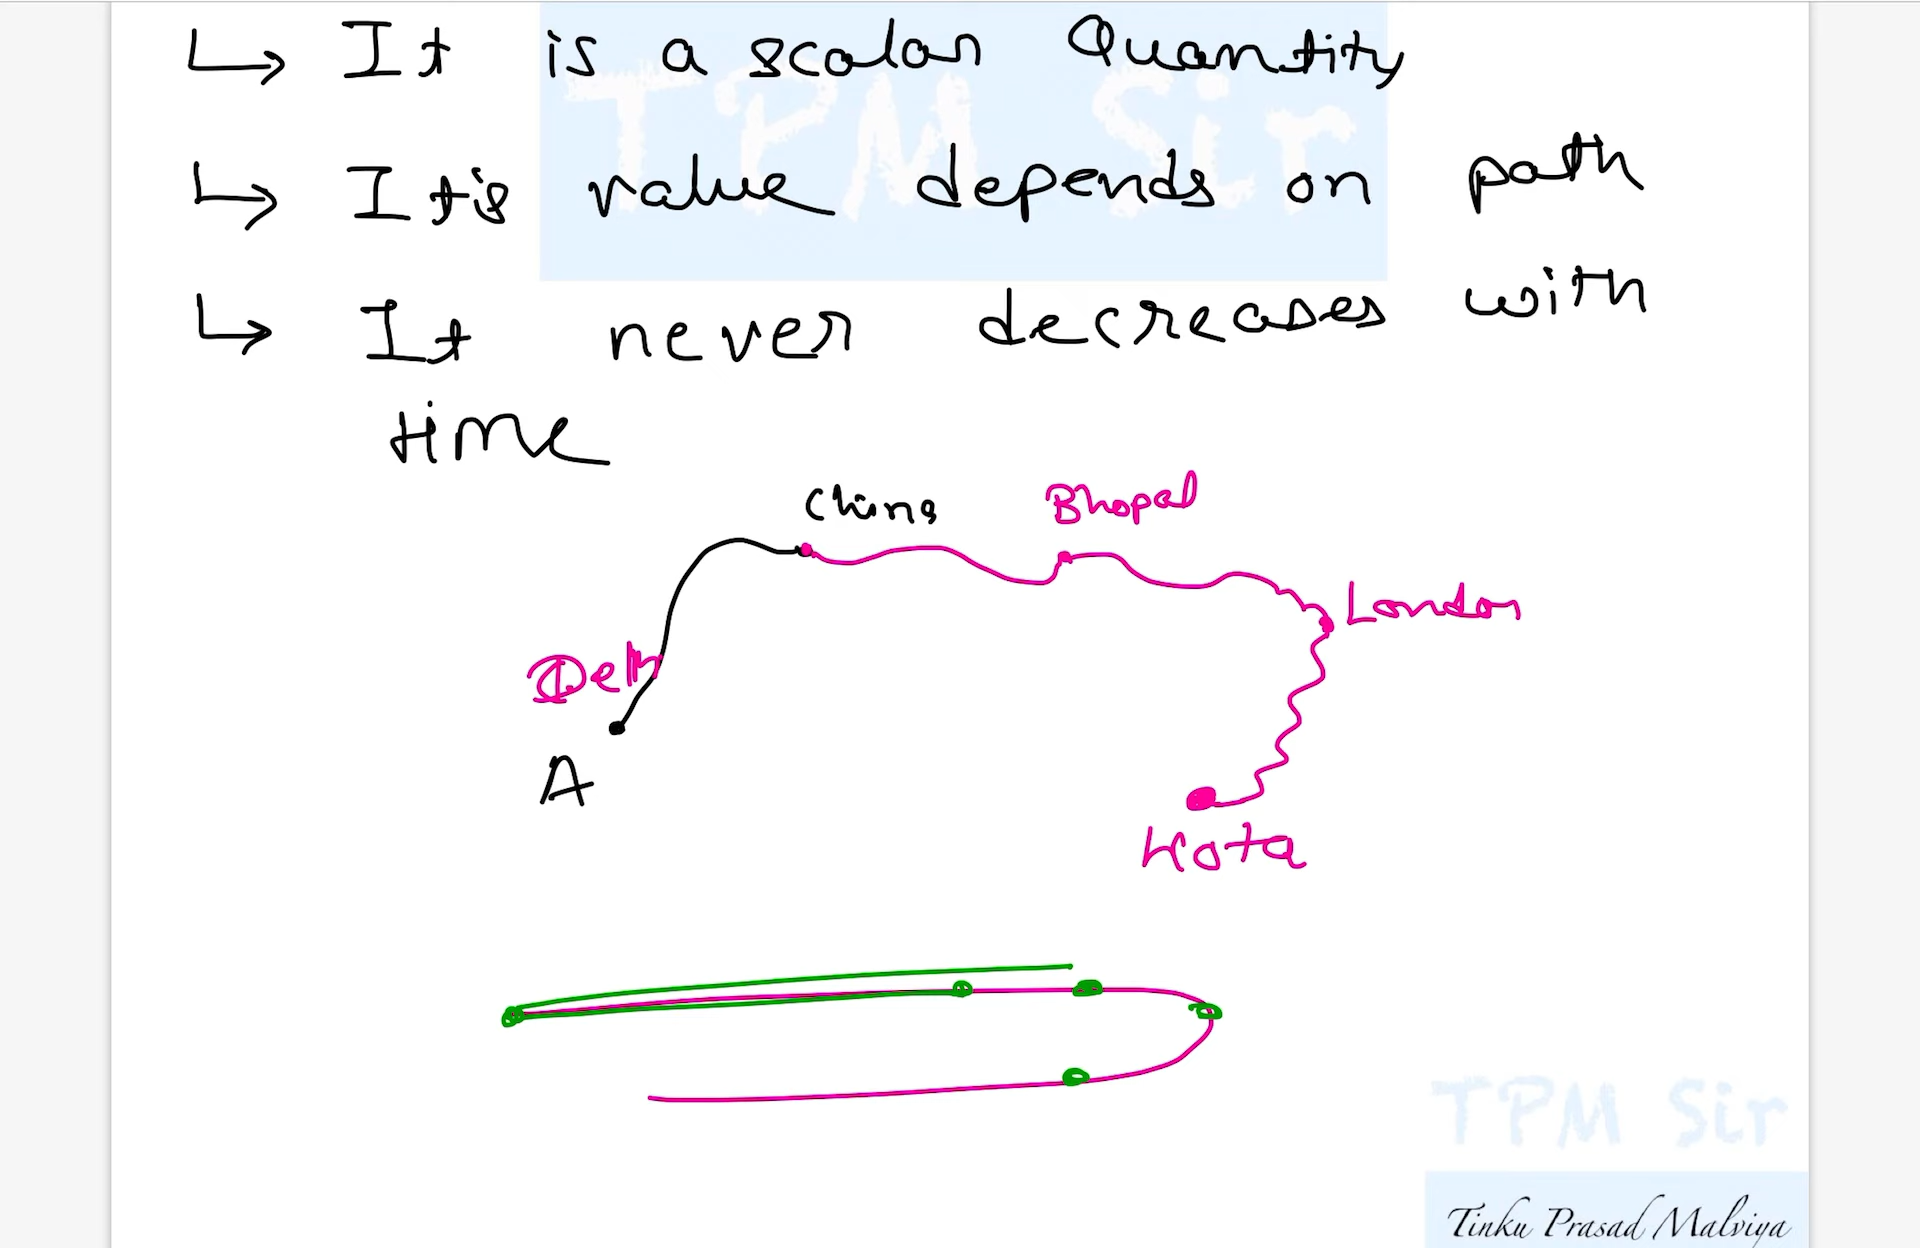 ↳ It is a scalar Quantity
TPM Sir
↳ It's value depends on path
↳ It never decreases with
time
China
Bhopal
London
Delhi
A
Kota
TPM Sir
Tinku Prasad Malviya